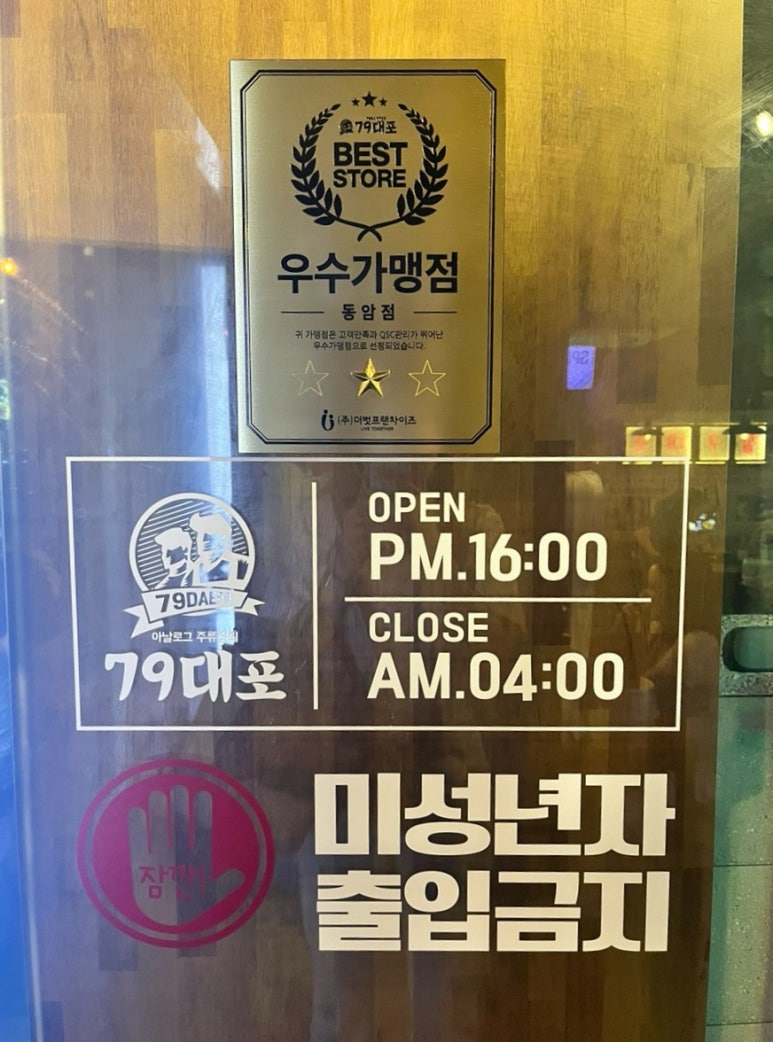 79대포
BEST
STORE
우수가맹점
동암점
귀 가맹점은 고객만족과 QSC관리가 뛰어난
우수가맹점으로 선정되었습니다.
(주)더벗프랜차이즈
LIVE TOGETHER
아날로그
79대포
OPEN
PM.16:00
CLOSE
AM.04:00
잠깐!
미성년자
출입금지